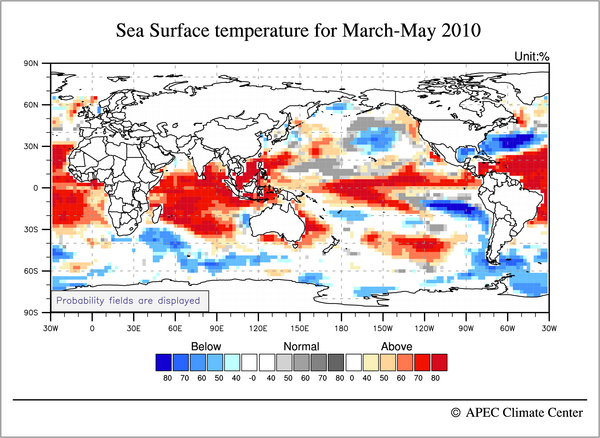 Sea Surface temperature for March-May 2010
Unit:%
90N
60N
30N
0
30S
60S
90S
Probability fields are displayed
30W 0 30E 60E 90E 120E 150E 180 150W 120W 90W 60W 30W
Below Normal Above
80 70 60 50 40 -0 40 50 60 70 80 0 40 50 60 70 80
© APEC Climate Center